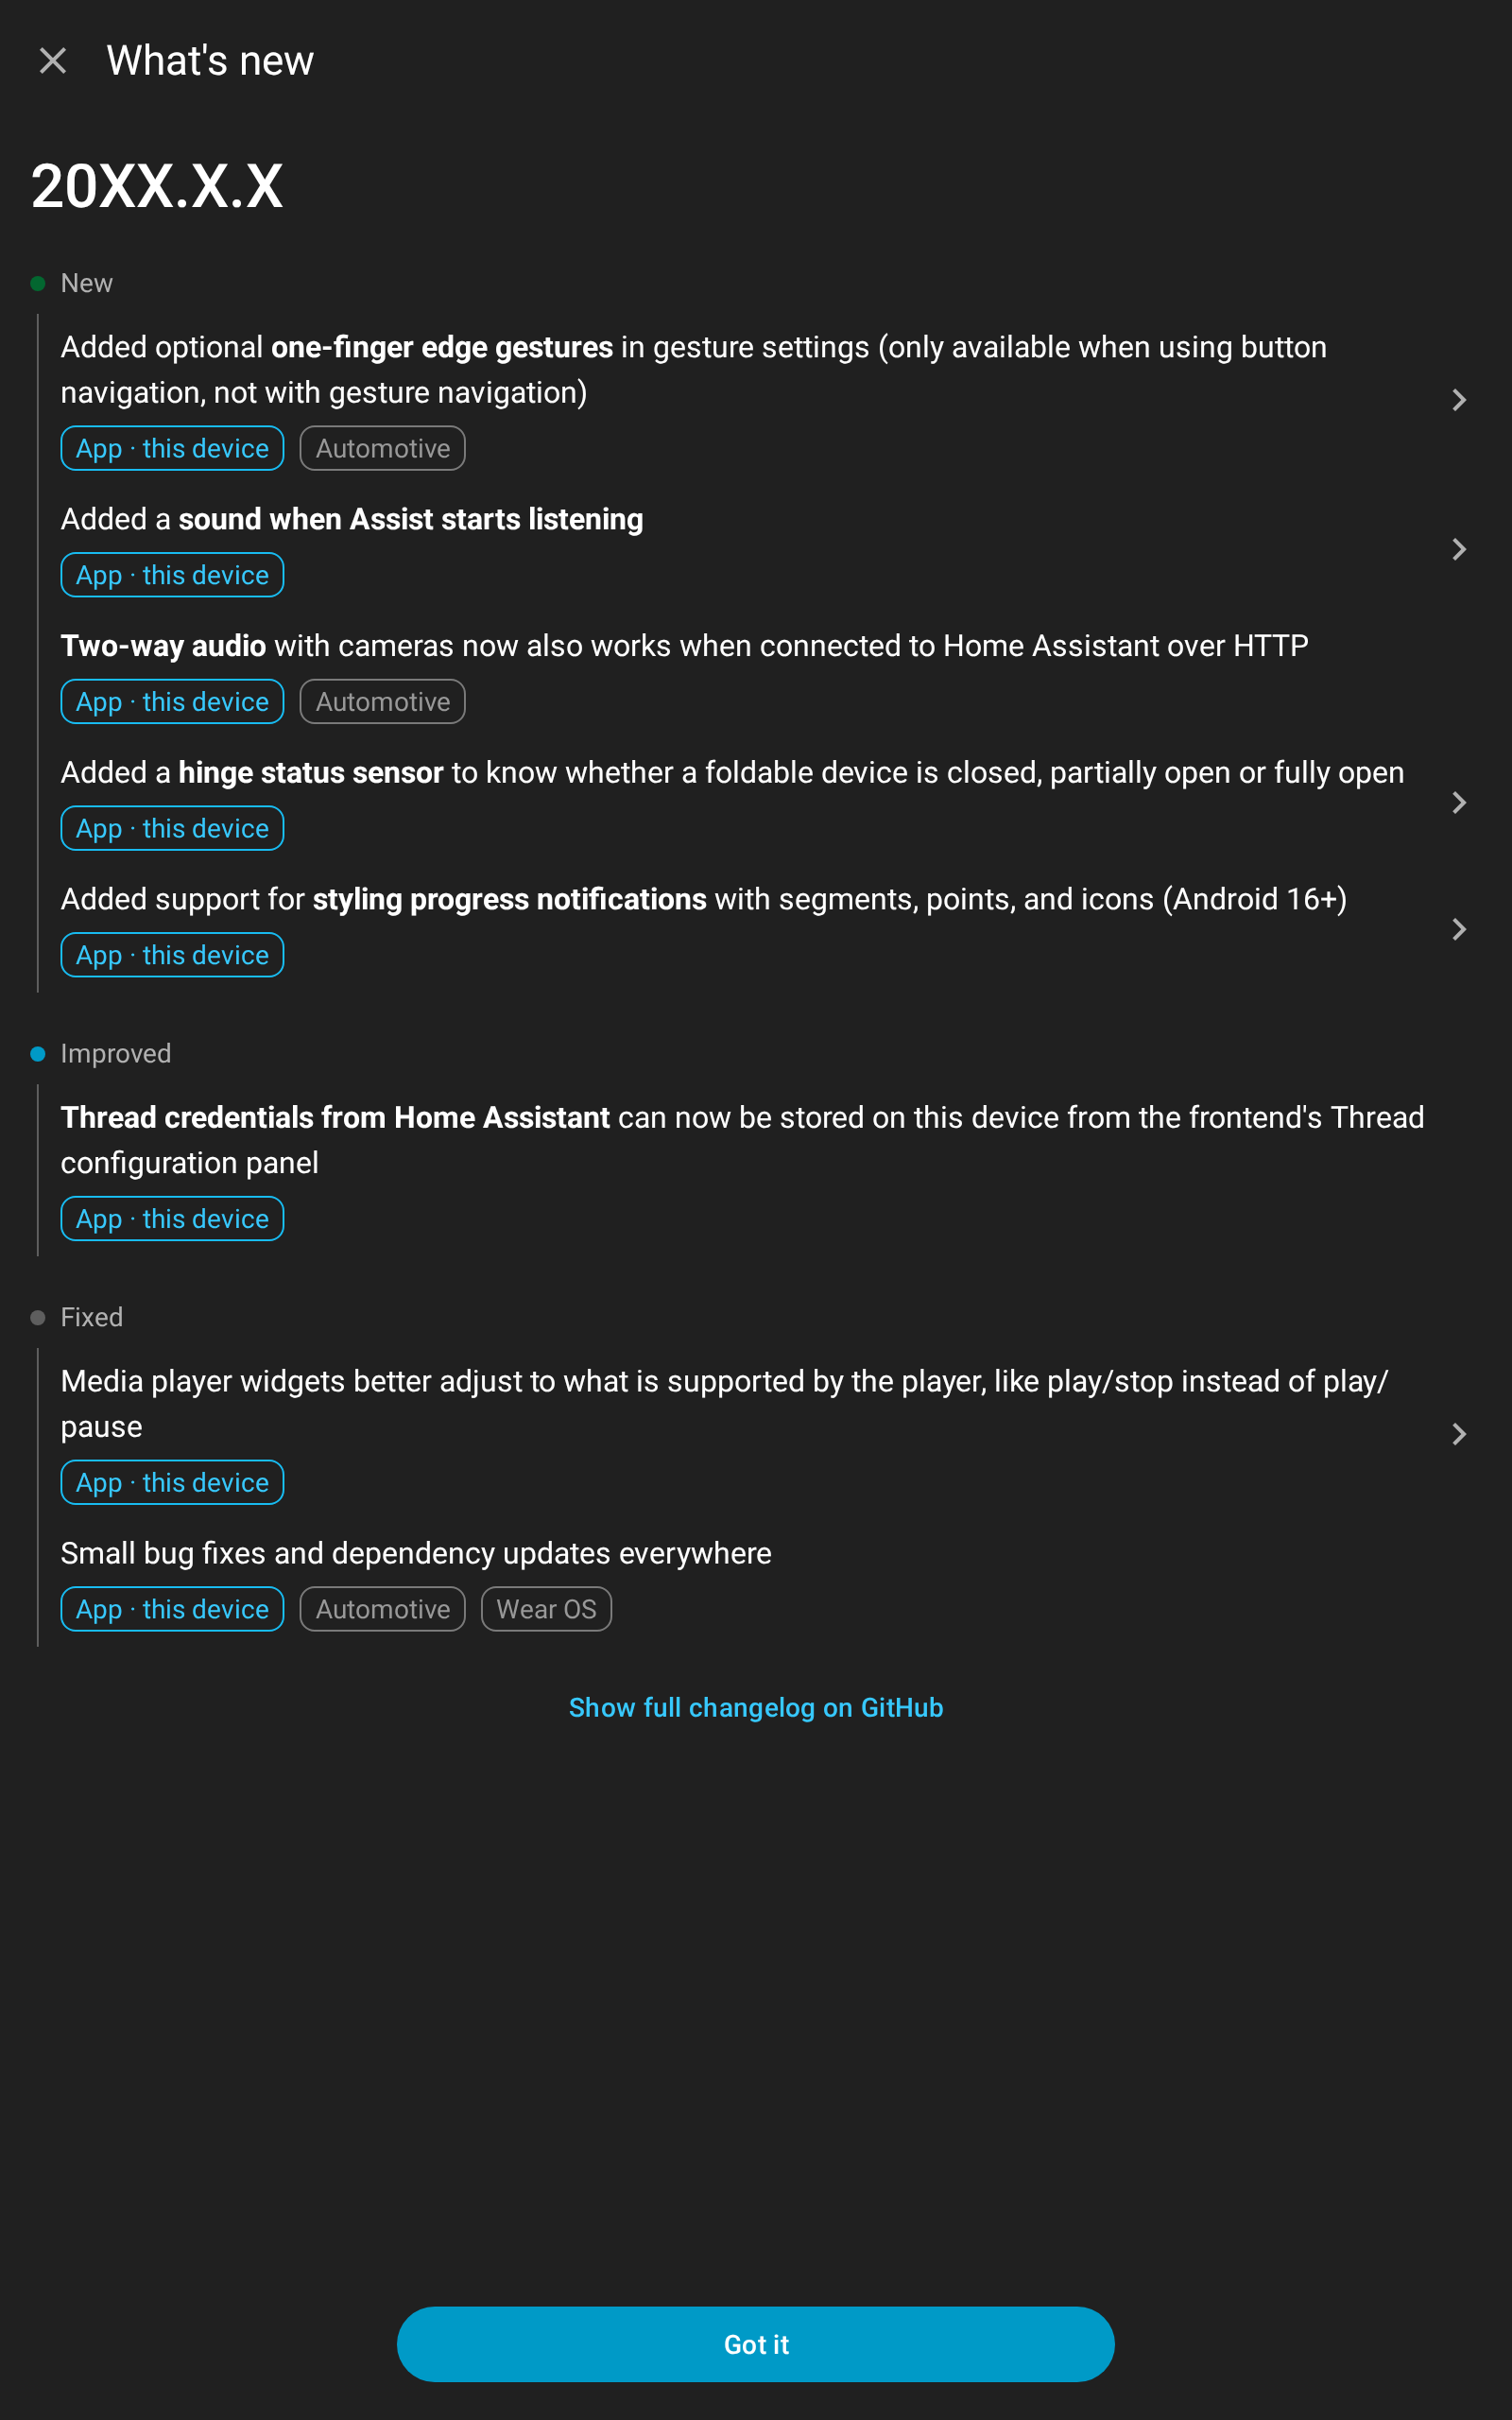 What's new
20XX.X.X
New
Added optional one-finger edge gestures in gesture settings (only available when using button
navigation, not with gesture navigation)
App · this device Automotive
Added a sound when Assist starts listening
App · this device
Two-way audio with cameras now also works when connected to Home Assistant over HTTP
App · this device Automotive
Added a hinge status sensor to know whether a foldable device is closed, partially open or fully open
App · this device
Added support for styling progress notifications with segments, points, and icons (Android 16+)
App · this device
Improved
Thread credentials from Home Assistant can now be stored on this device from the frontend's Thread
configuration panel
App · this device
Fixed
Media player widgets better adjust to what is supported by the player, like play/stop instead of play/
pause
App · this device
Small bug fixes and dependency updates everywhere
App · this device Automotive Wear OS
Show full changelog on GitHub
Got it